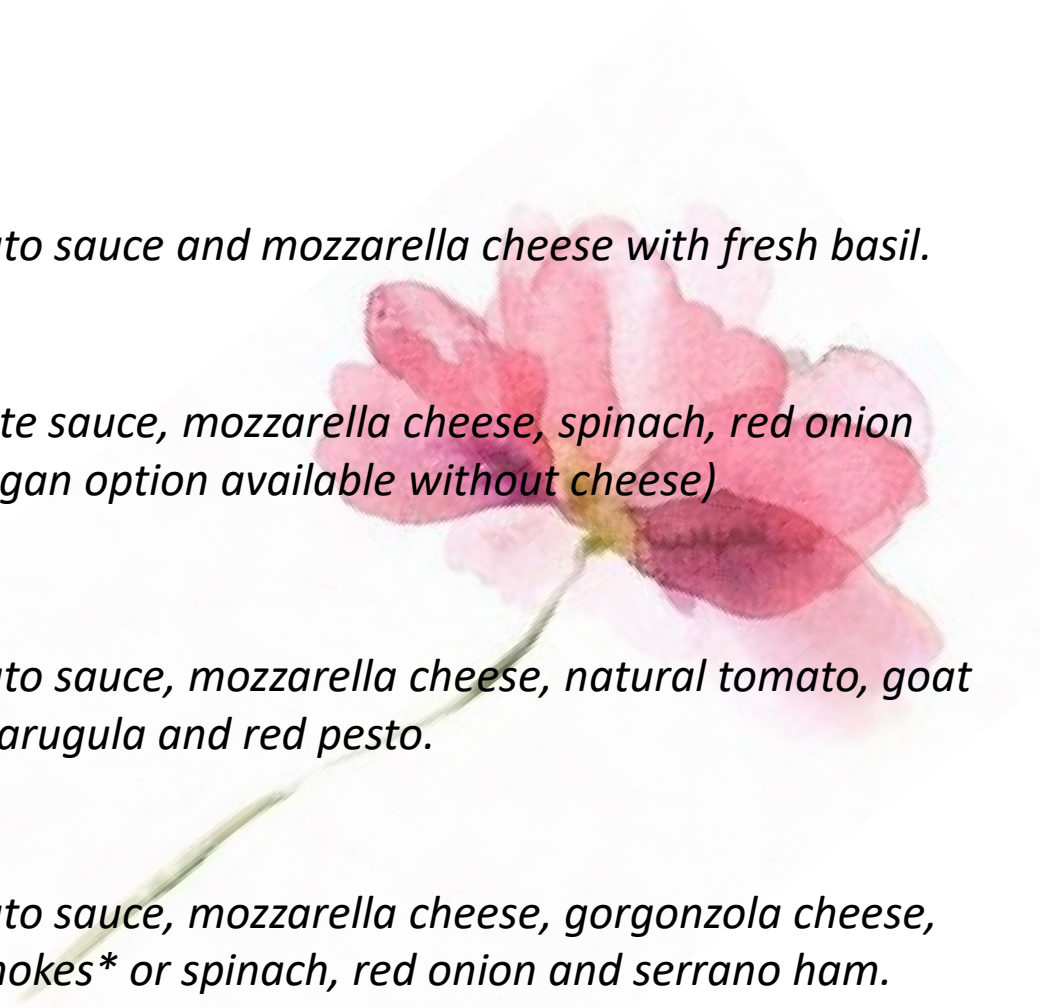 to sauce and mozzarella cheese with fresh basil.
te sauce, mozzarella cheese, spinach, red onion
gan option available without cheese)
to sauce, mozzarella cheese, natural tomato, goat
arugula and red pesto.
to sauce, mozzarella cheese, gorgonzola cheese,
hokes* or spinach, red onion and serrano ham.